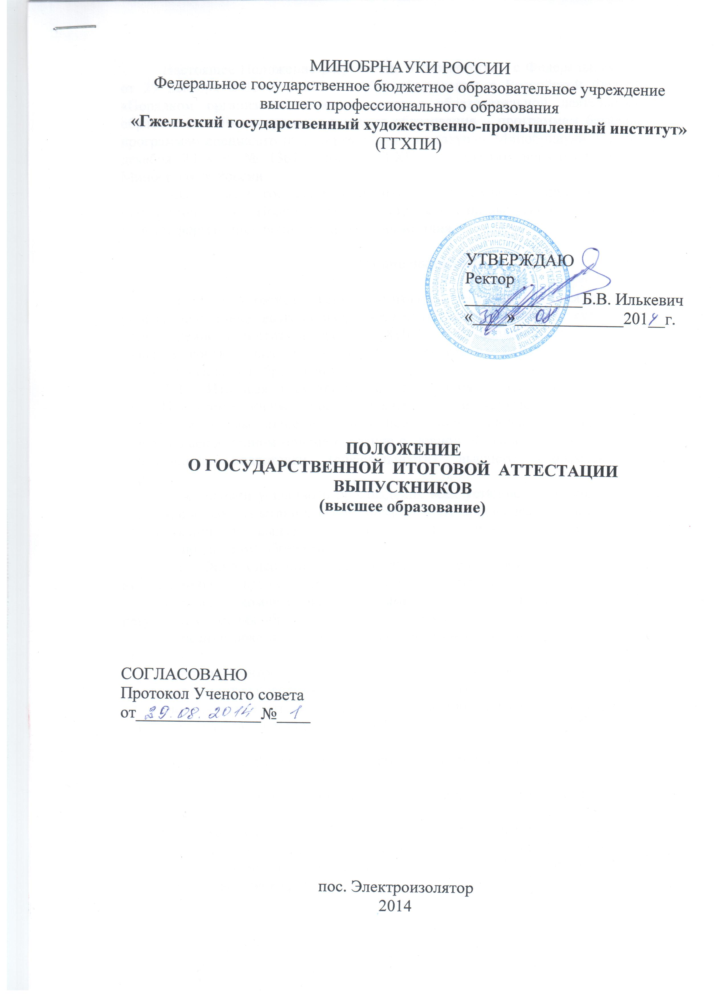 МИНОБРНАУКИ РОССИИ
Федеральное государственное бюджетное образовательное учреждение
высшего профессионального образования
«Гжельский государственный художественно-промышленный институт»
(ГГХПИ)
УТВЕРЖДАЮ
Ректор
_______________Б.В. Илькевич
«30» 08 2014 г.
ПОЛОЖЕНИЕ
О ГОСУДАРСТВЕННОЙ ИТОГОВОЙ АТТЕСТАЦИИ
ВЫПУСКНИКОВ
(высшее образование)
СОГЛАСОВАНО
Протокол Ученого совета
от 29.08.2014 № 1
пос. Электроизолятор
2014